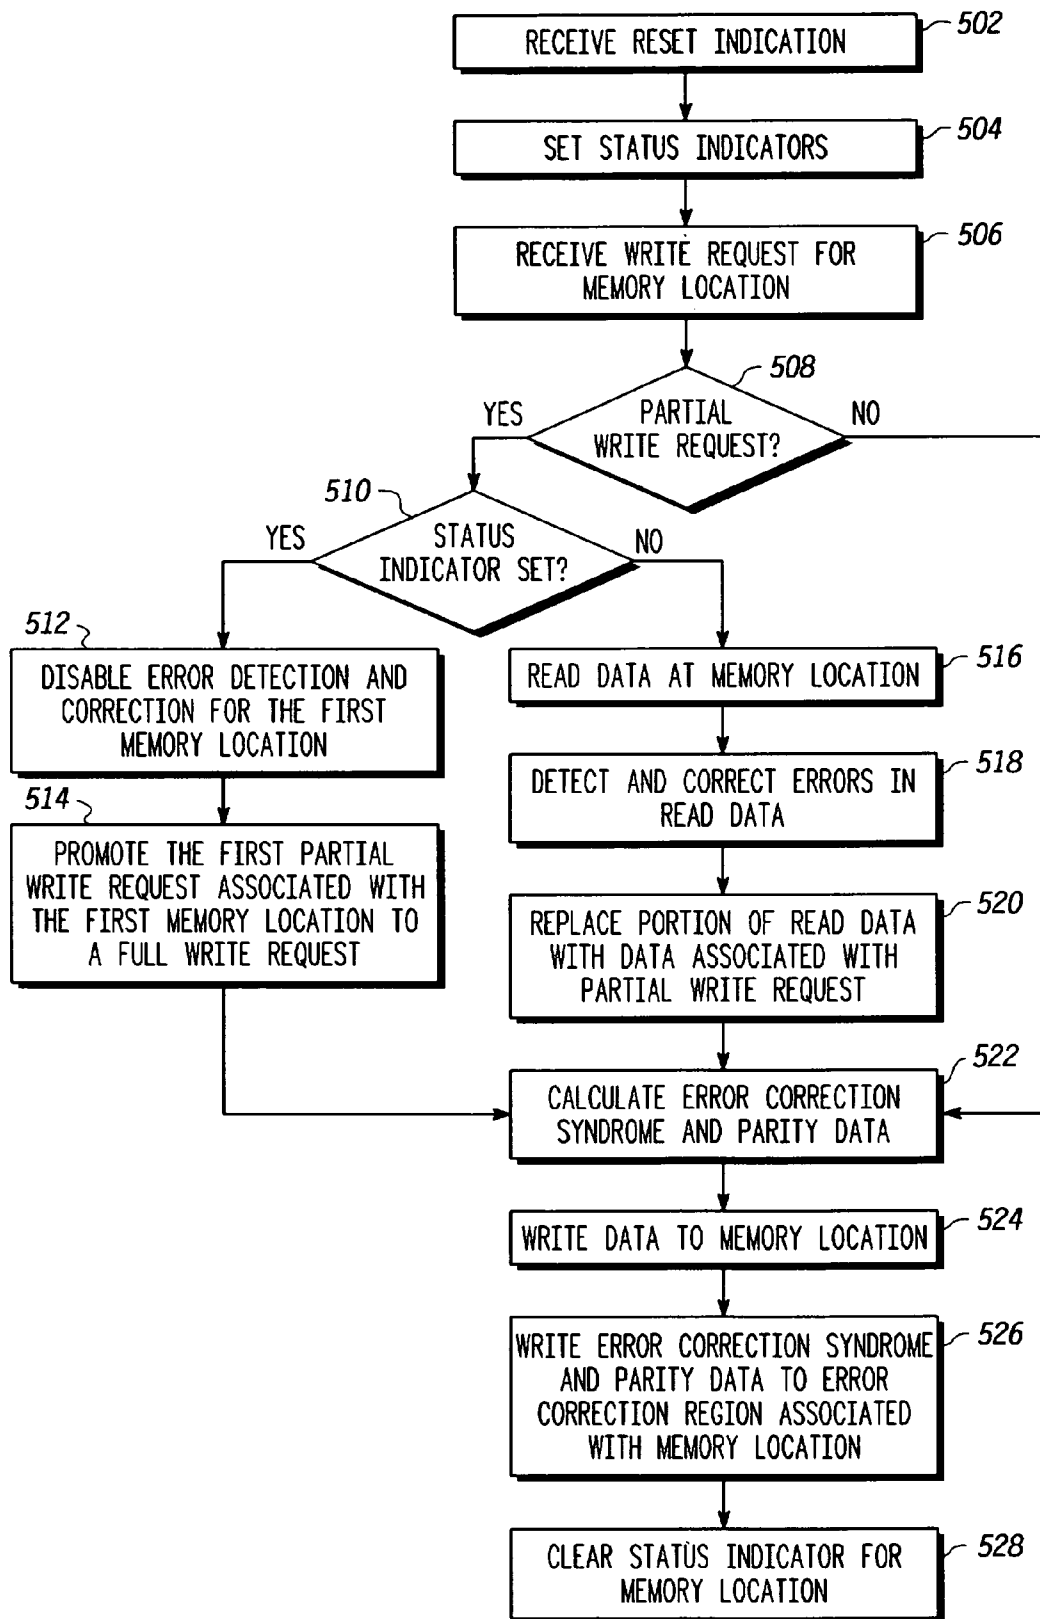 RECEIVE RESET INDICATION
502
SET STATUS INDICATORS
504
RECEIVE WRITE REQUEST FOR
MEMORY LOCATION
506
508
PARTIAL
WRITE REQUEST?
YES
NO
510
STATUS
INDICATOR SET?
YES
NO
512
DISABLE ERROR DETECTION AND
CORRECTION FOR THE FIRST
MEMORY LOCATION
514
PROMOTE THE FIRST PARTIAL
WRITE REQUEST ASSOCIATED WITH
THE FIRST MEMORY LOCATION TO
A FULL WRITE REQUEST
READ DATA AT MEMORY LOCATION
516
DETECT AND CORRECT ERRORS IN
READ DATA
518
REPLACE PORTION OF READ DATA
WITH DATA ASSOCIATED WITH
PARTIAL WRITE REQUEST
520
CALCULATE ERROR CORRECTION
SYNDROME AND PARITY DATA
522
WRITE DATA TO MEMORY LOCATION
524
WRITE ERROR CORRECTION SYNDROME
AND PARITY DATA TO ERROR
CORRECTION REGION ASSOCIATED
WITH MEMORY LOCATION
526
CLEAR STATUS INDICATOR FOR
MEMORY LOCATION
528